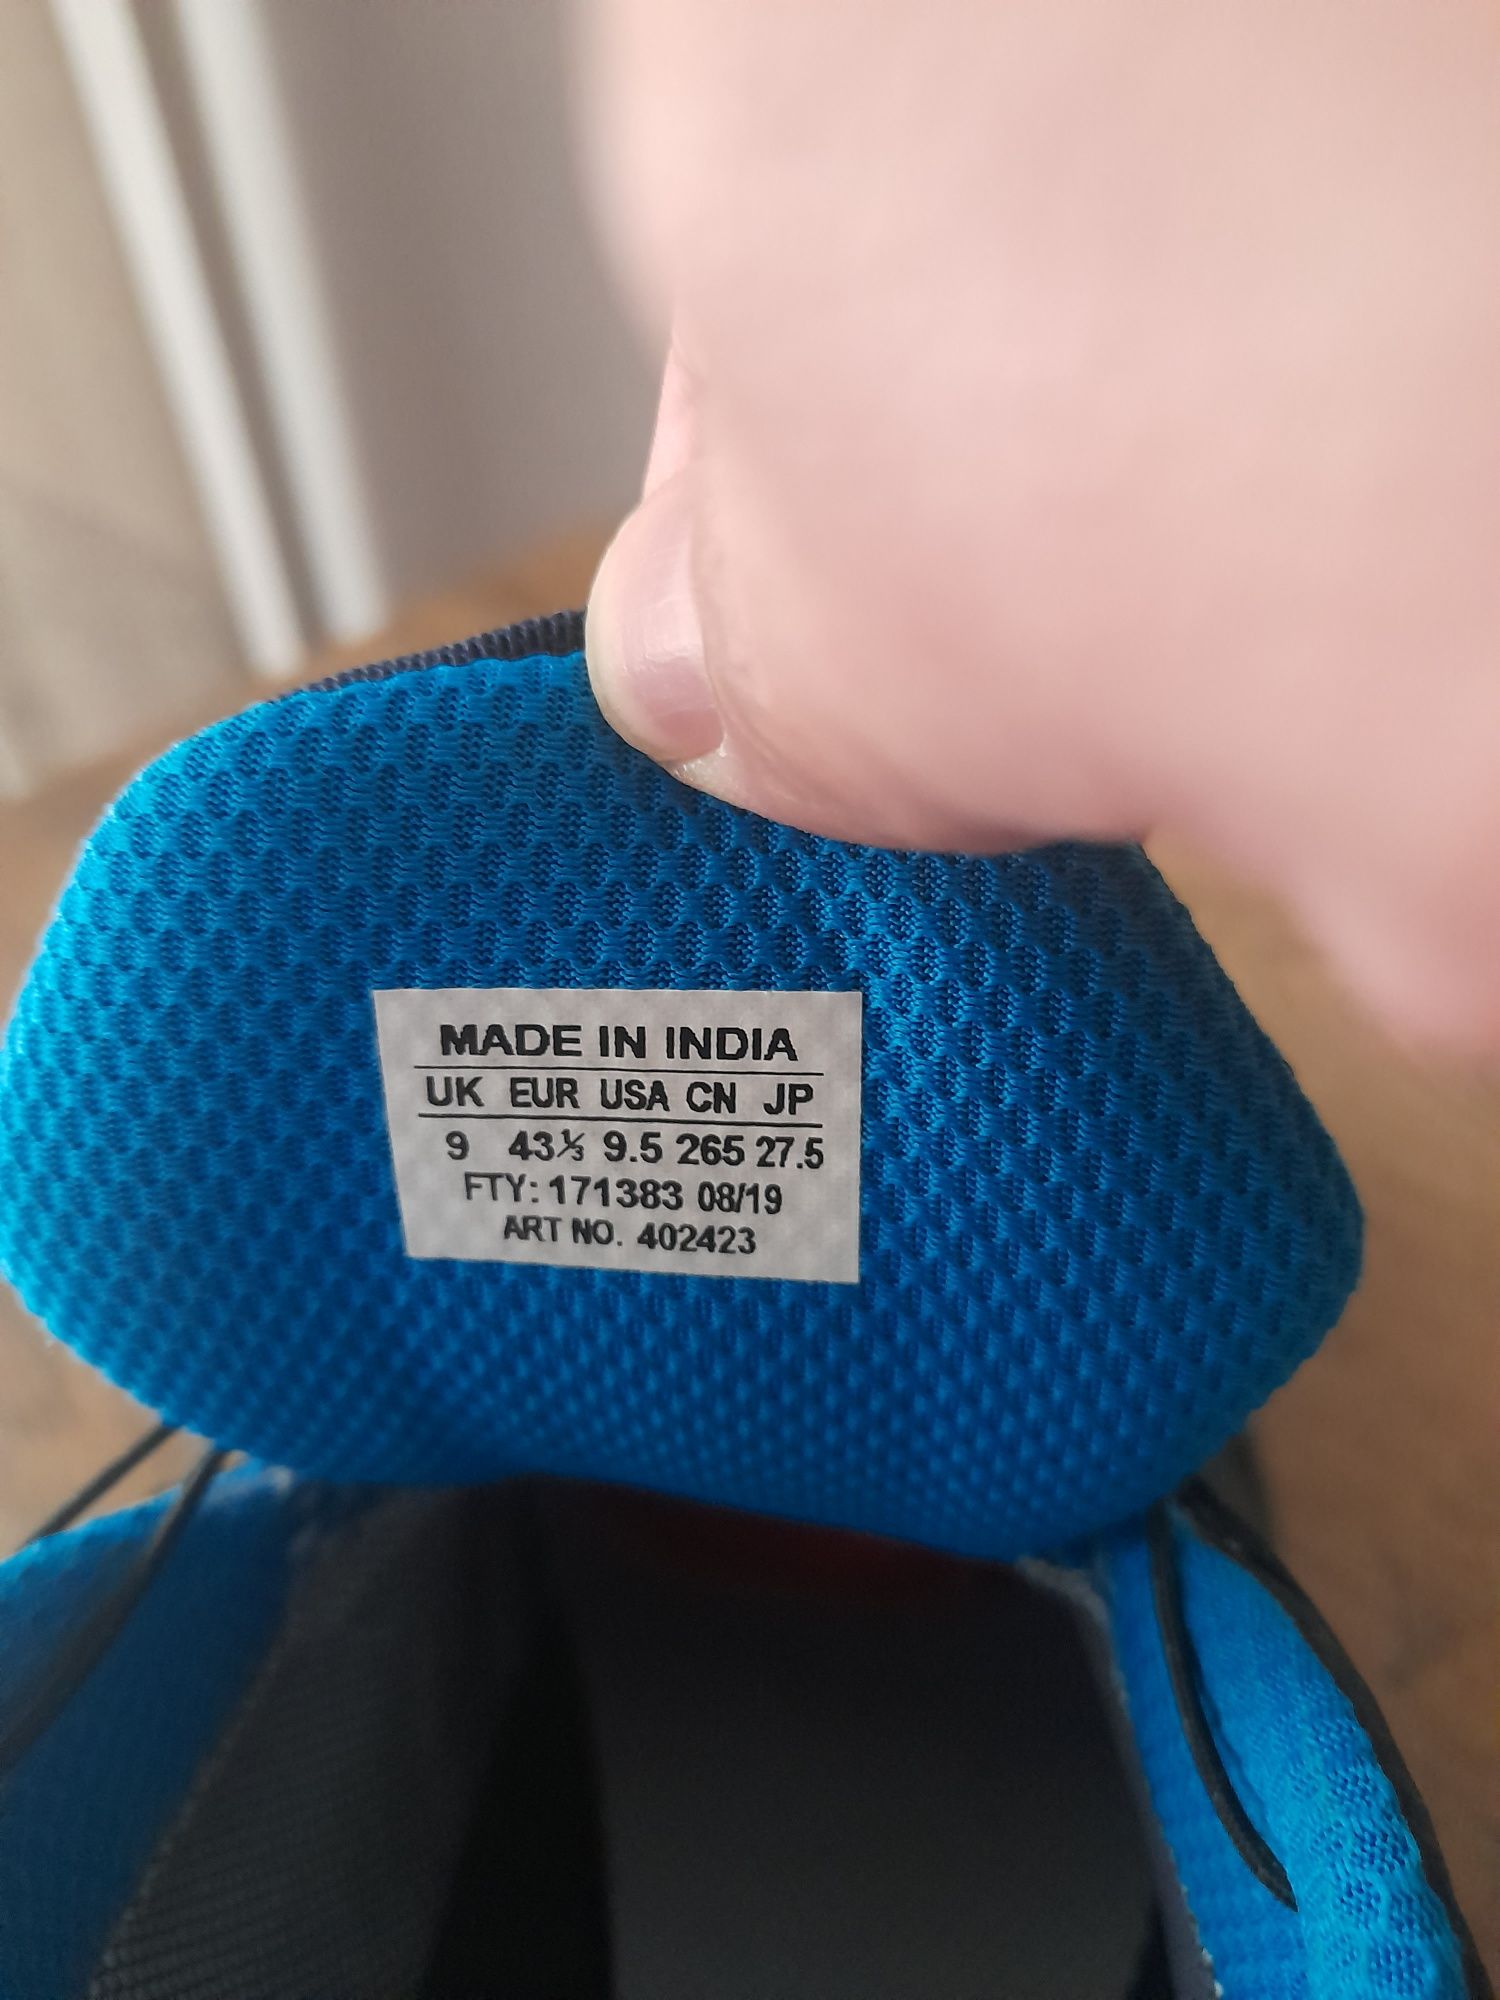 MADE IN INDIA
UK EUR USA CN JP
9 43⅓ 9.5 265 27.5
FTY: 171383 08/19
ART NO. 402423